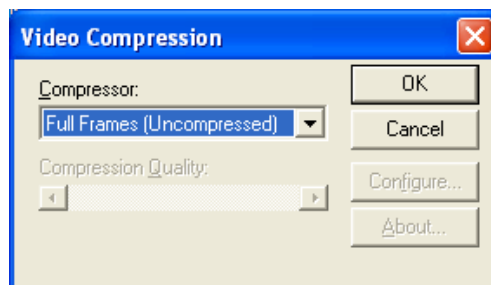 Video Compression
Compressor:
Full Frames (Uncompressed)
Compression Quality:
OK
Cancel
Configure...
About...